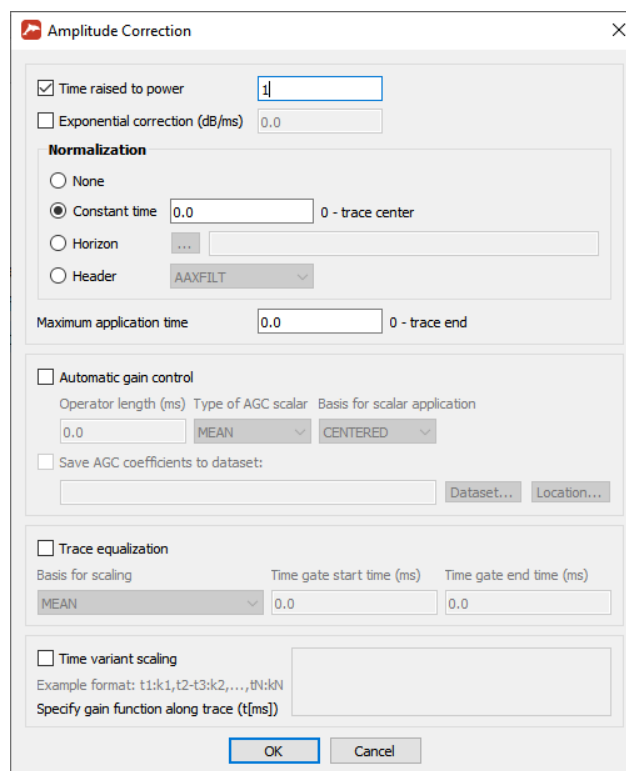 Amplitude Correction
Time raised to power 1
Exponential correction (dB/ms) 0.0
Normalization
None
Constant time 0.0 0 - trace center
Horizon ...
Header AAXFILT
Maximum application time 0.0 0 - trace end
Automatic gain control
Operator length (ms) Type of AGC scalar Basis for scalar application
0.0 MEAN CENTERED
Save AGC coefficients to dataset:
Dataset... Location...
Trace equalization
Basis for scaling Time gate start time (ms) Time gate end time (ms)
MEAN 0.0 0.0
Time variant scaling
Example format: t1:k1,t2-t3:k2,...,tN:kN
Specify gain function along trace (t[ms])
OK Cancel